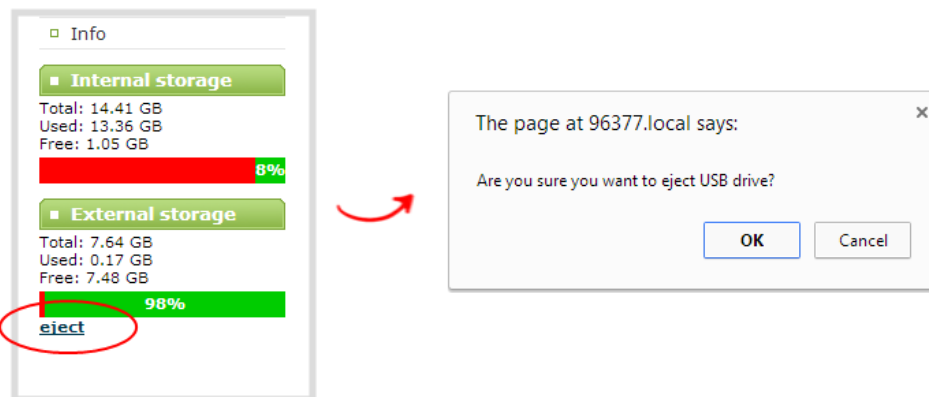 Info
Internal storage
Total: 14.41 GB
Used: 13.36 GB
Free: 1.05 GB
8%
External storage
Total: 7.64 GB
Used: 0.17 GB
Free: 7.48 GB
98%
eject
The page at 96377.local says:
Are you sure you want to eject USB drive?
OK
Cancel